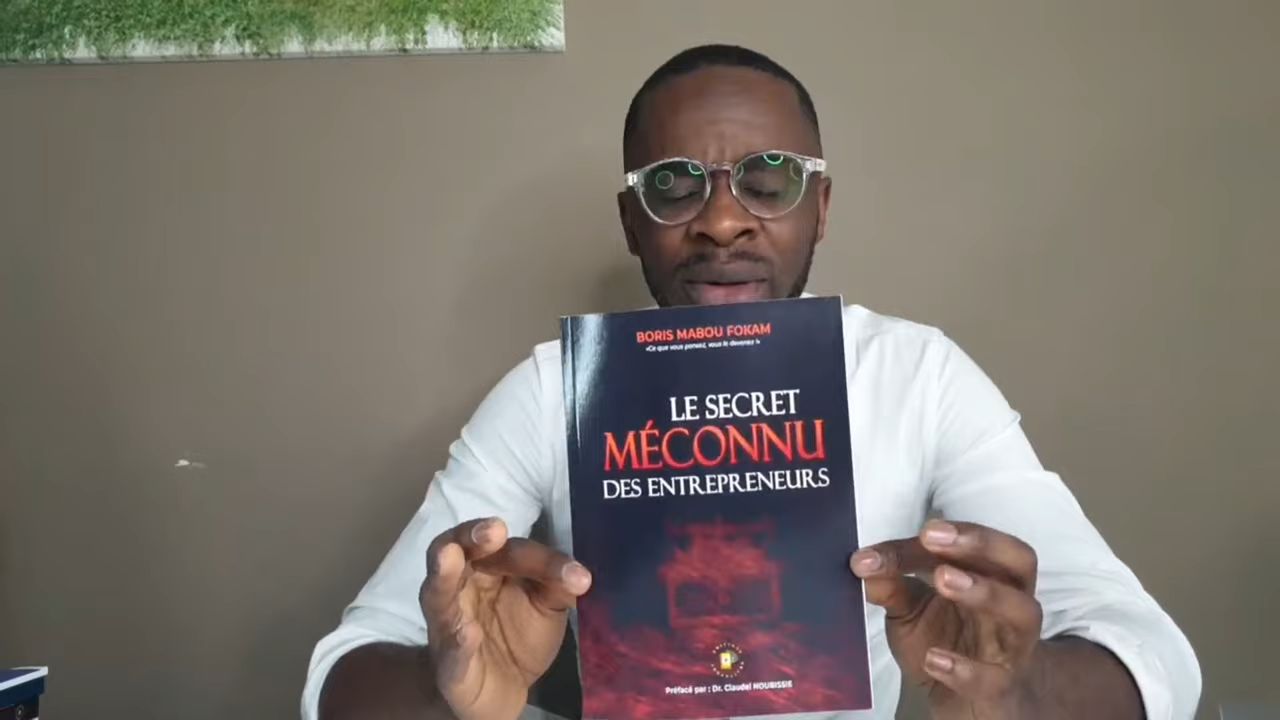 BORIS MABOU FOKAM
«Ce que vous pensez, vous le devenez !»
LE SECRET
MÉCONNU
DES ENTREPRENEURS
Préfacé par : Dr. Claudel NOUBISSIE